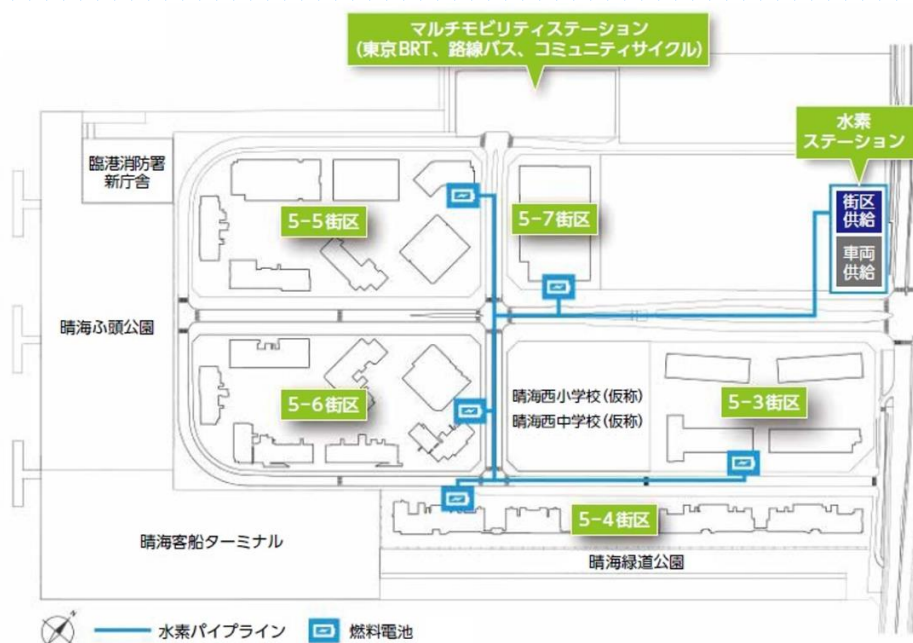 マルチモビリティステーション
(東京BRT、路線バス、コミュニティサイクル)
水素
ステーション
臨港消防署
新庁舎
5-5街区
5-7街区
街区
供給
車両
供給
晴海ふ頭公園
5-6街区
晴海西小学校(仮称)
晴海西中学校(仮称)
5-3街区
5-4街区
晴海客船ターミナル
晴海緑道公園
水素パイプライン
燃料電池